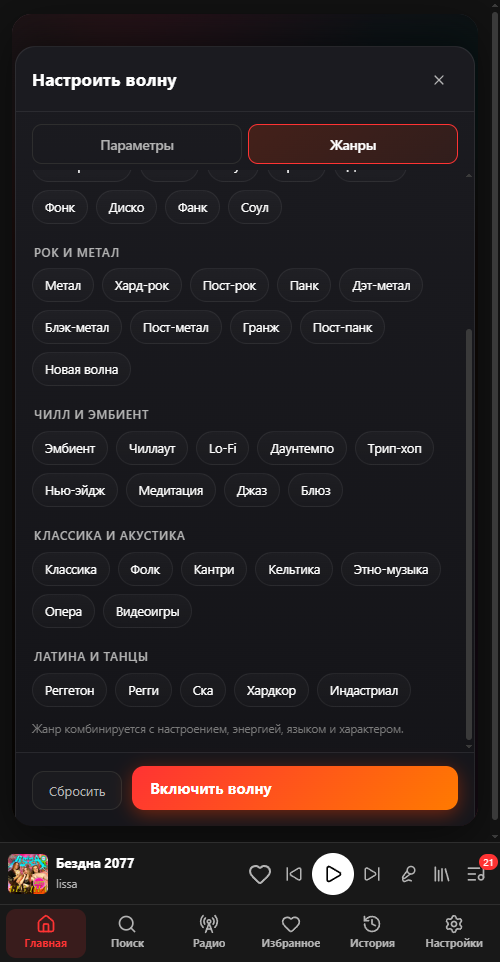 Настроить волну
Параметры Жанры
Фонк Диско Фанк Соул
РОК И МЕТАЛ
Метал Хард-рок Пост-рок Панк Дэт-метал
Блэк-метал Пост-метал Гранж Пост-панк
Новая волна
ЧИЛЛ И ЭМБИЕНТ
Эмбиент Чиллаут Lo-Fi Даунтемпо Трип-хоп
Нью-эйдж Медитация Джаз Блюз
КЛАССИКА И АКУСТИКА
Классика Фолк Кантри Кельтика Этно-музыка
Опера Видеоигры
ЛАТИНА И ТАНЦЫ
Реггетон Регги Ска Хардкор Индастриал
Жанр комбинируется с настроением, энергией, языком и характером.
Сбросить Включить волну
Бездна 2077
lissa
21
Главная Поиск Радио Избранное История Настройки